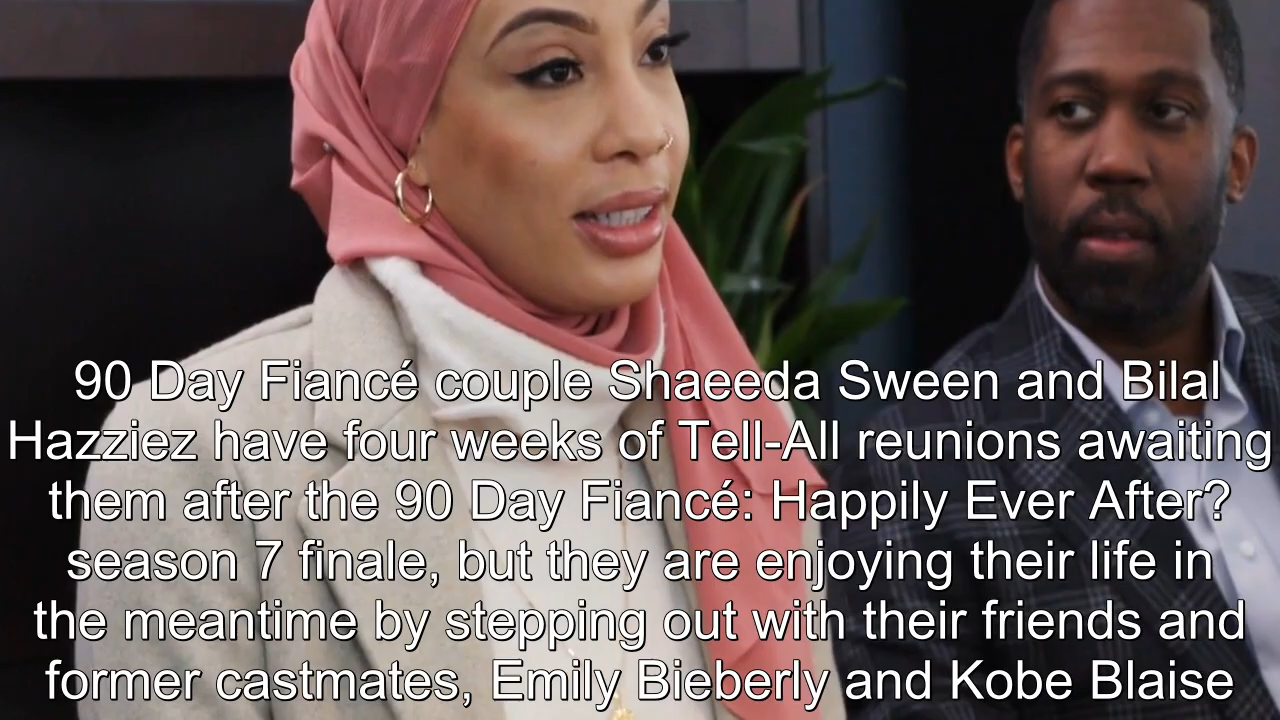 90 Day Fiancé couple Shaeeda Sween and Bilal
Hazziez have four weeks of Tell-All reunions awaiting
them after the 90 Day Fiancé: Happily Ever After?
season 7 finale, but they are enjoying their life in
the meantime by stepping out with their friends and
former castmates, Emily Bieberly and Kobe Blaise